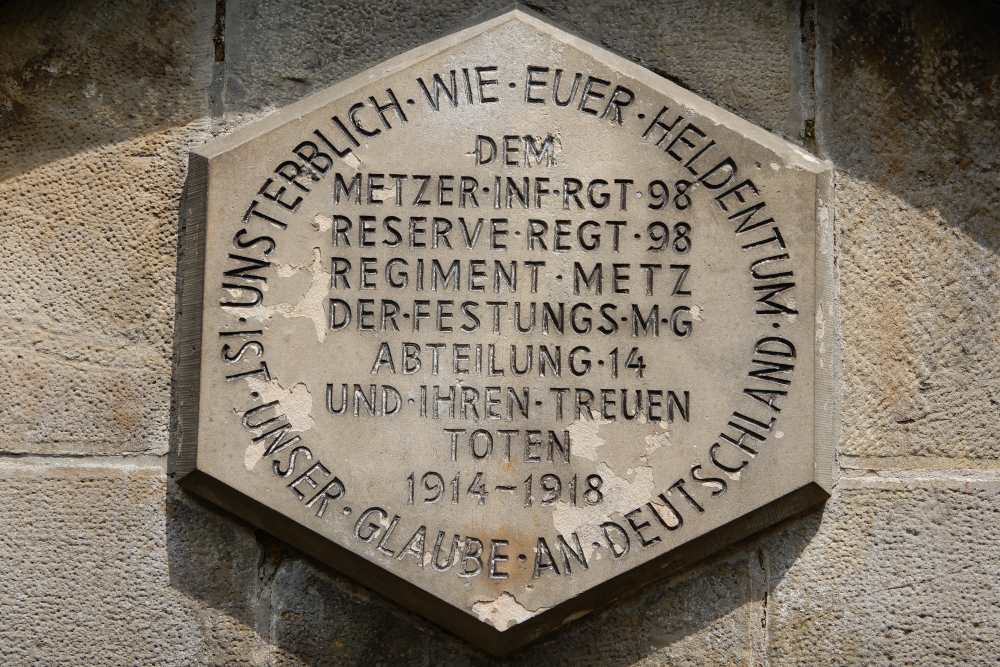 UNSTERBLICH · WIE · EUER · HELDENTUM · IST · UNSER · GLAUBE · AN · DEUTSCHLAND ·
DEM
METZER · INF · RGT · 98
RESERVE · REGT · 98
REGIMENT · METZ
DER · FESTUNGS · M · G
ABTEILUNG · 14
UND · IHREN · TREUEN
TOTEN
1914 - 1918